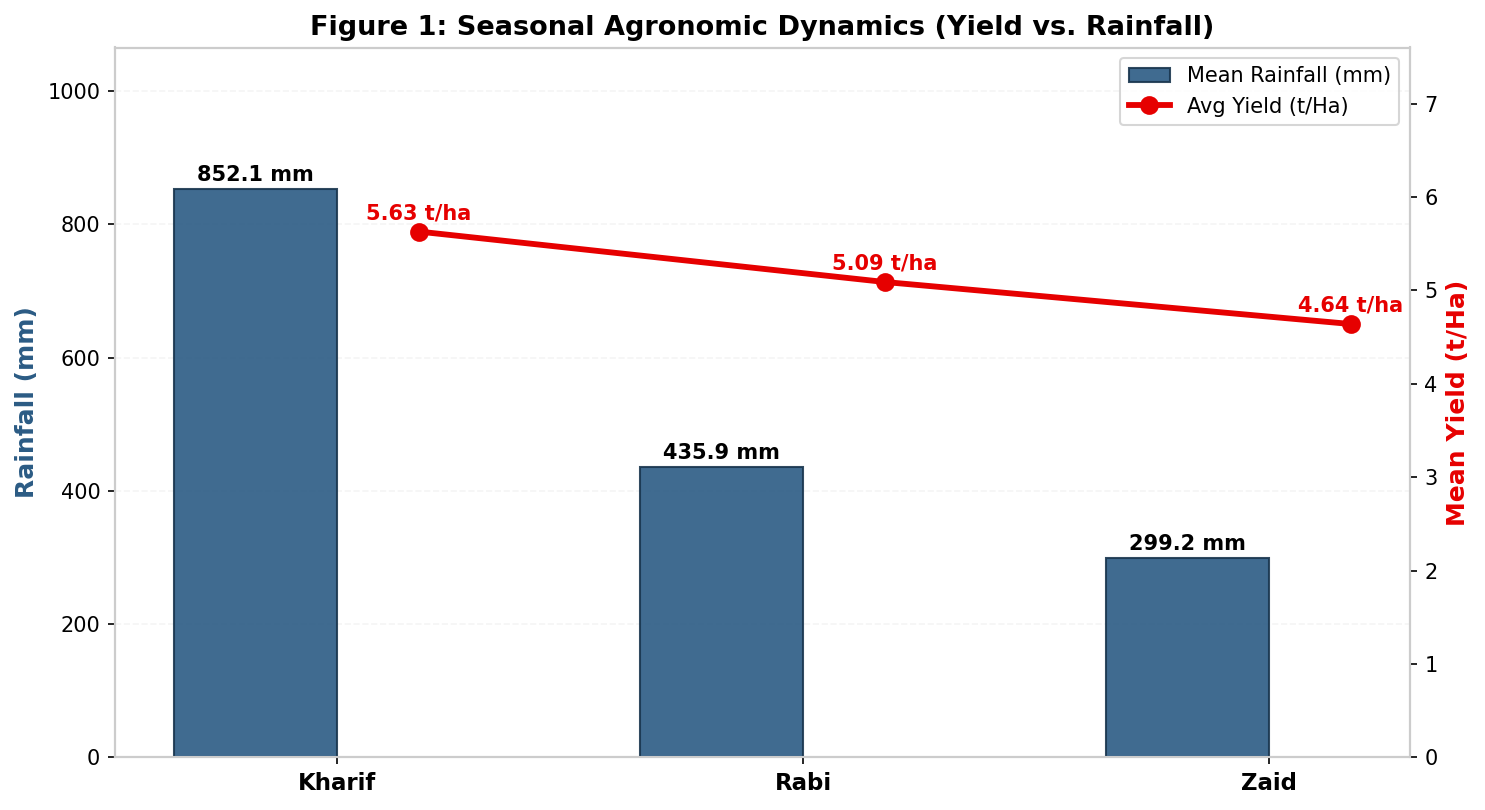 Figure 1: Seasonal Agronomic Dynamics (Yield vs. Rainfall)
Mean Rainfall (mm)
Avg Yield (t/Ha)
Rainfall (mm)
1000
800
600
400
200
0
852.1 mm
435.9 mm
299.2 mm
5.63 t/ha
5.09 t/ha
4.64 t/ha
7
6
5
4
3
2
1
0
Mean Yield (t/Ha)
Kharif
Rabi
Zaid